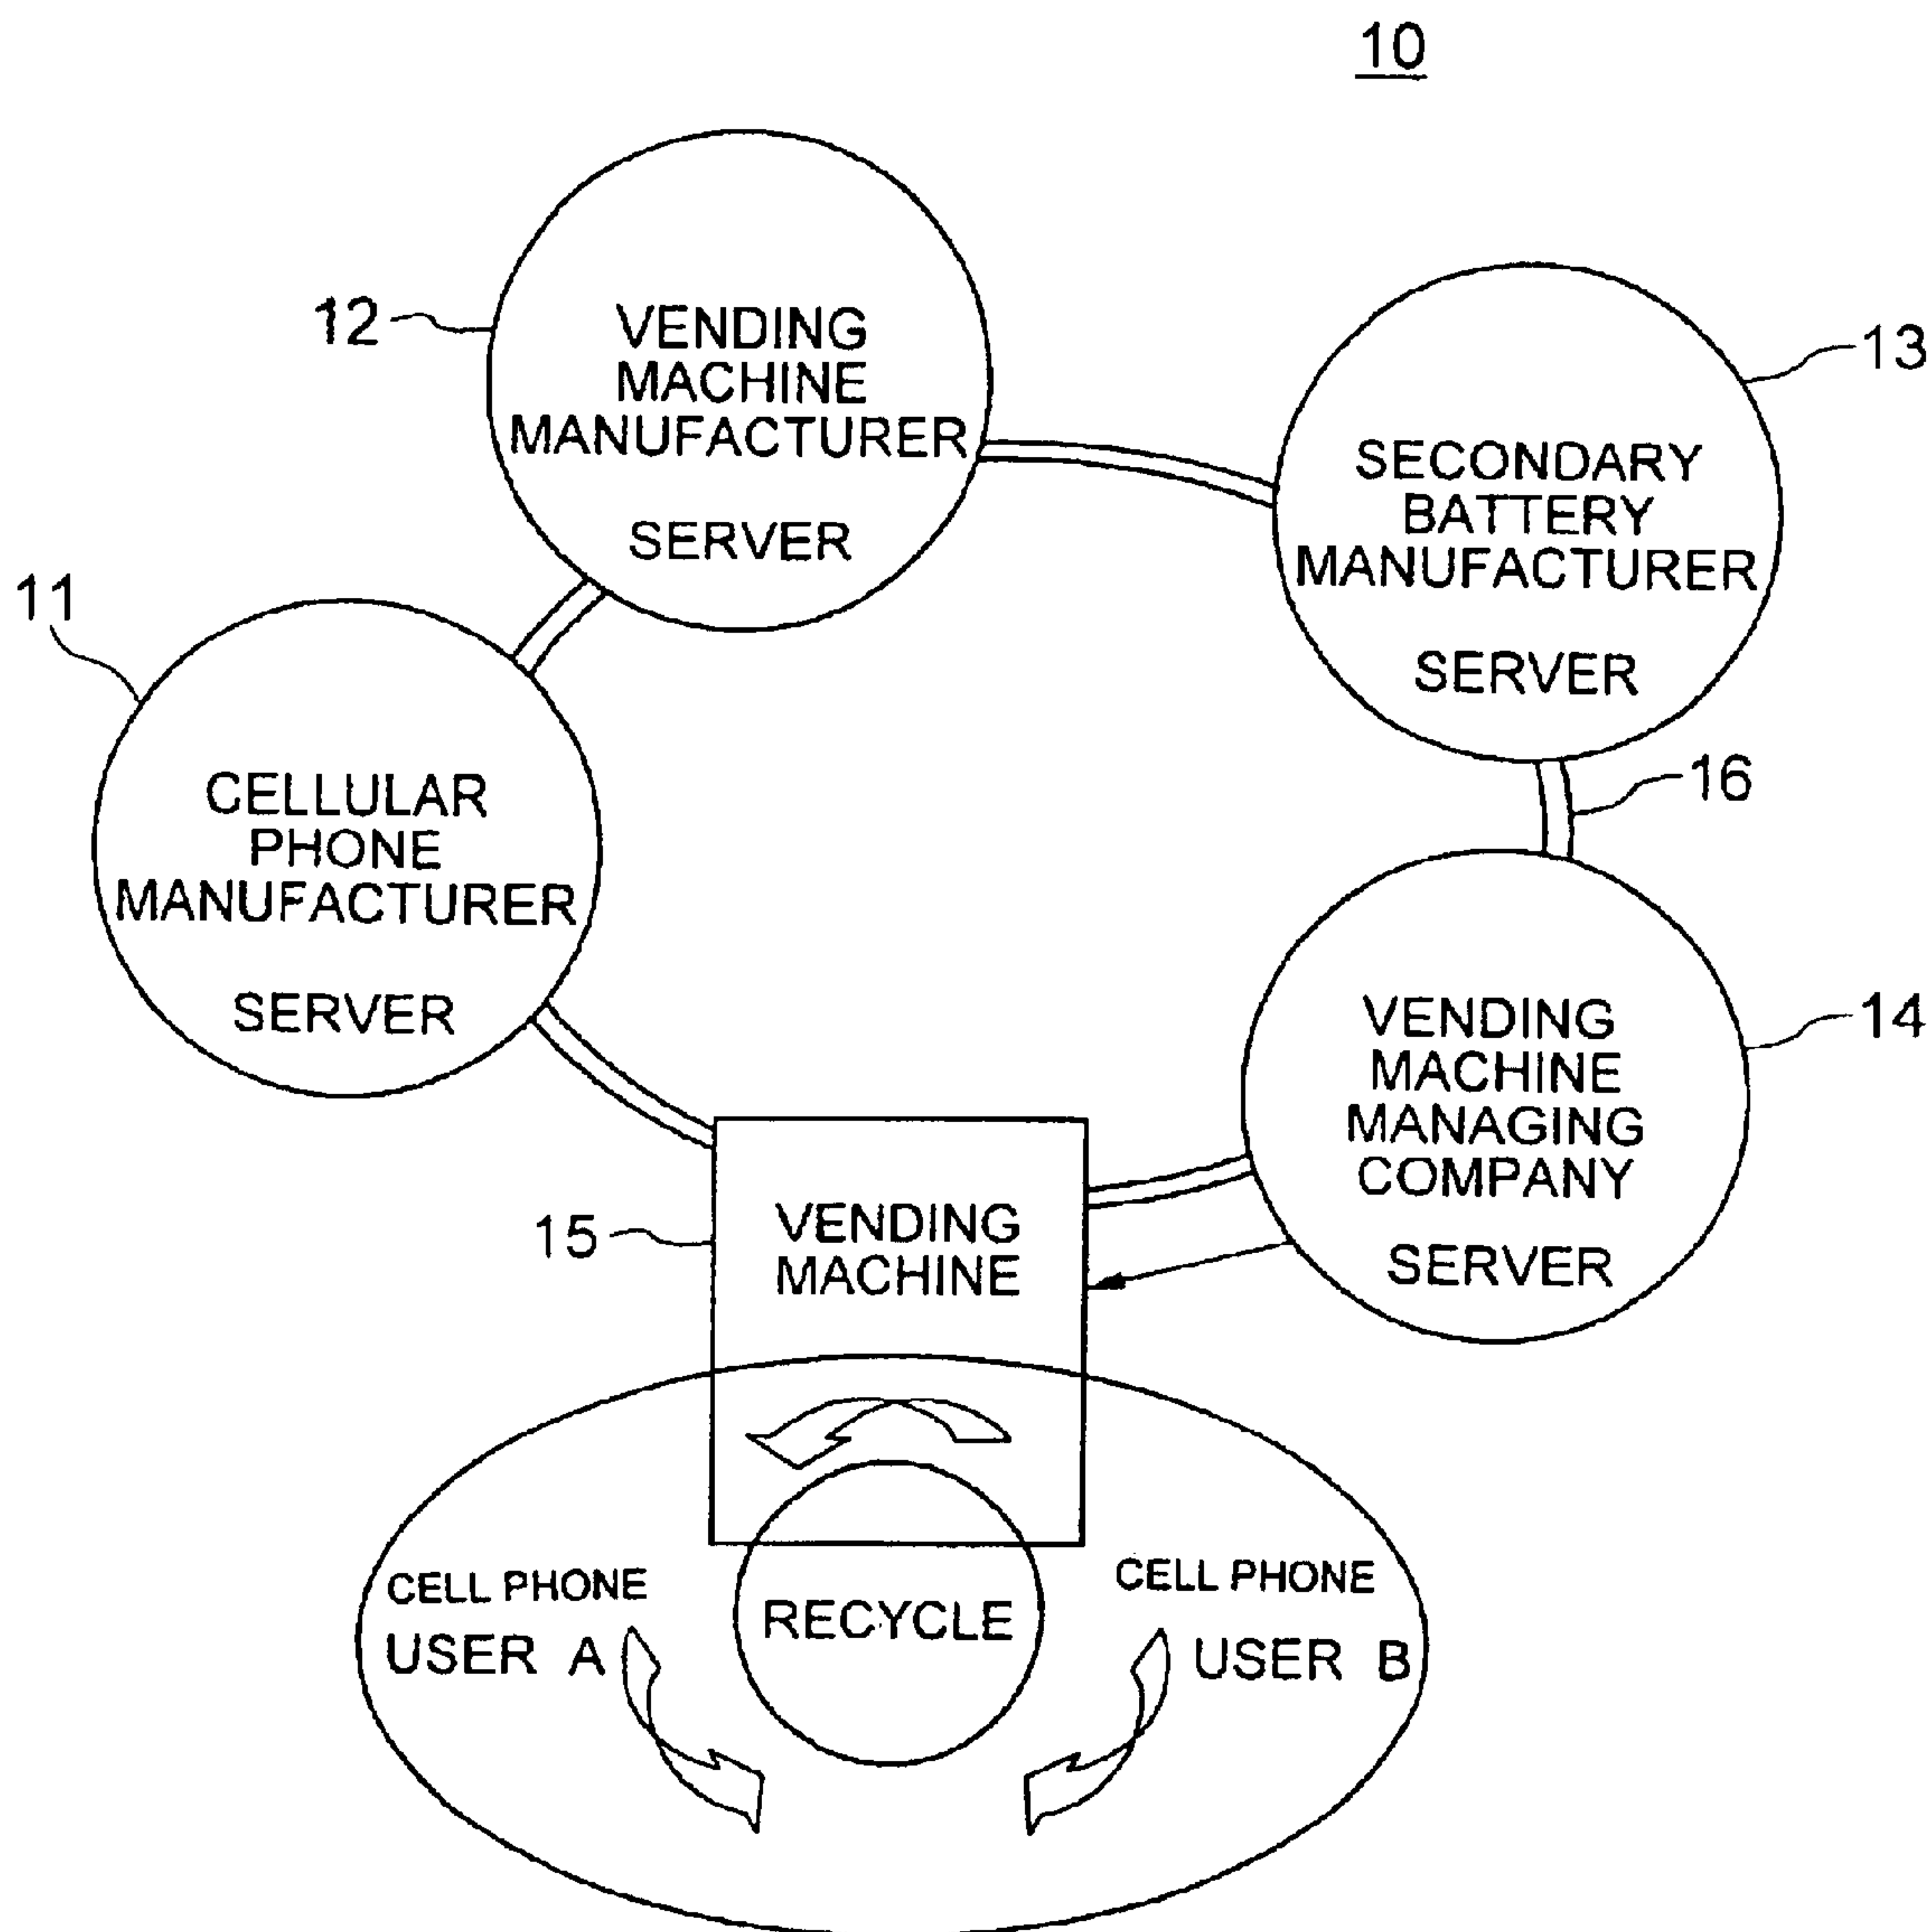 10
12
VENDING
MACHINE
MANUFACTURER
SERVER
13
SECONDARY
BATTERY
MANUFACTURER
SERVER
11
CELLULAR
PHONE
MANUFACTURER
SERVER
16
14
VENDING
MACHINE
MANAGING
COMPANY
SERVER
15
VENDING
MACHINE
CELL PHONE
USER A
RECYCLE
CELL PHONE
USER B